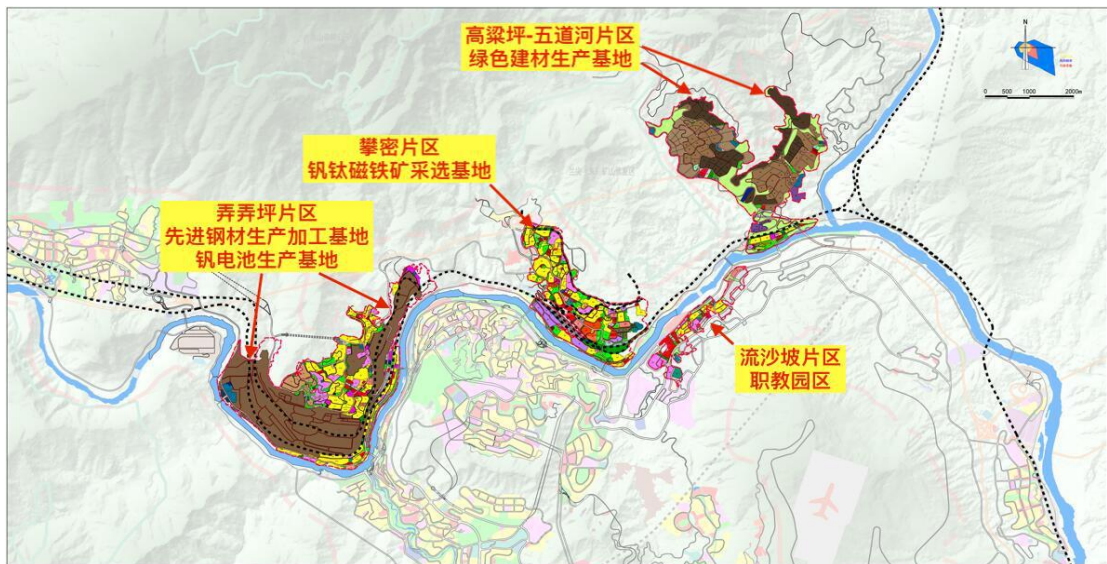 高粱坪-五道河片区
绿色建材生产基地
N
0 500 1000 2000m
攀密片区
钒钛磁铁矿采选基地
弄弄坪片区
先进钢材生产加工基地
钒电池生产基地
流沙坡片区
职教园区